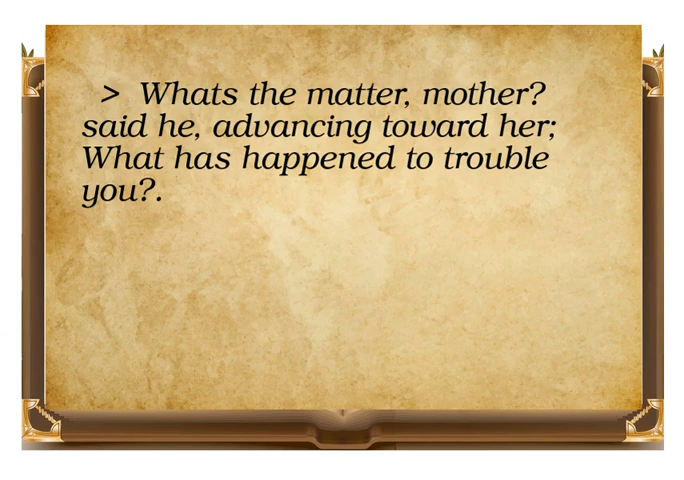 > Whats the matter, mother?
said he, advancing toward her;
What has happened to trouble
you?.